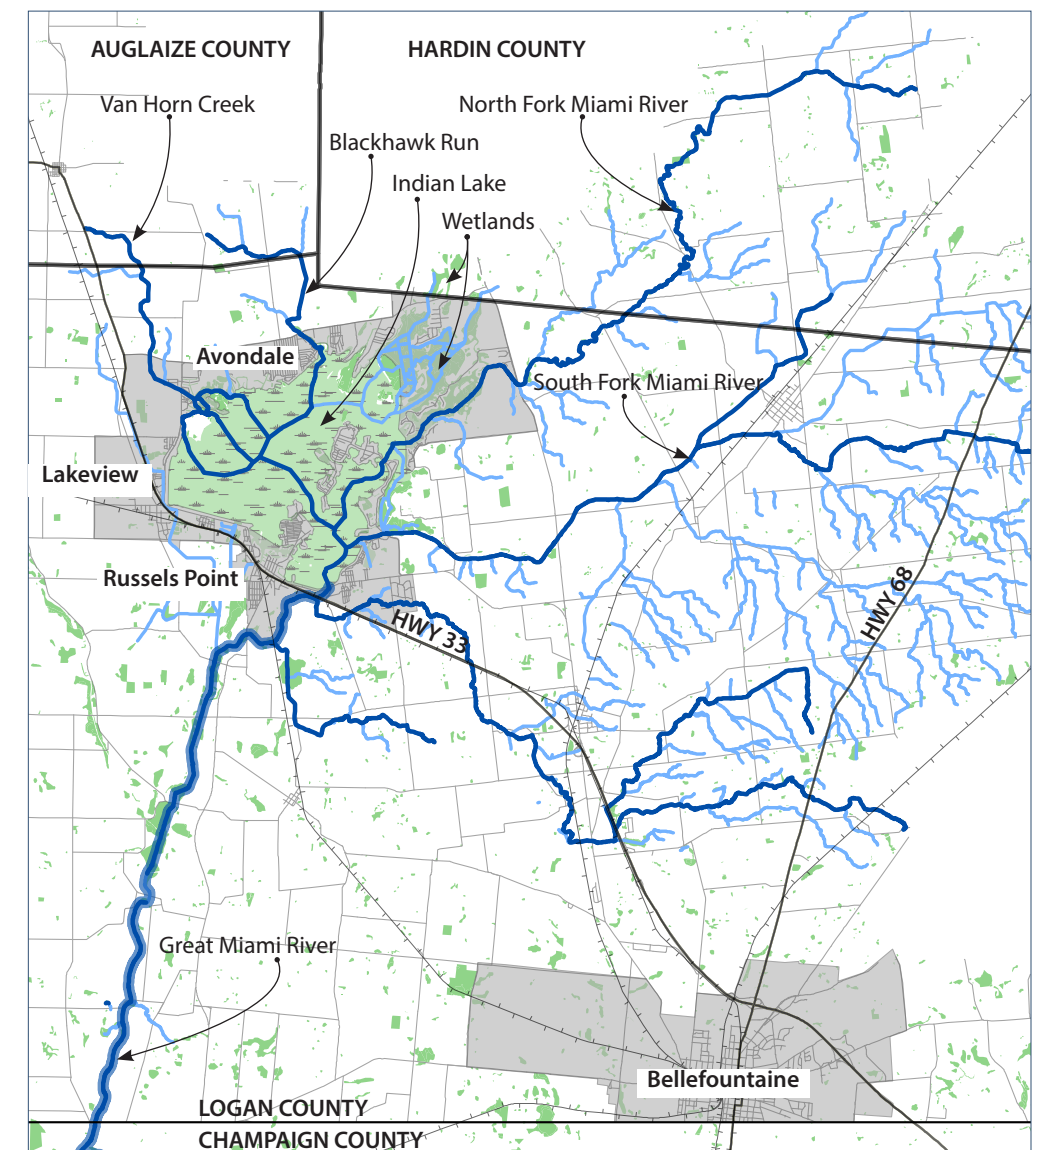 AUGLAIZE COUNTY
HARDIN COUNTY
Van Horn Creek
North Fork Miami River
Blackhawk Run
Indian Lake
Wetlands
Avondale
South Fork Miami River
Lakeview
Russels Point
HWY 33
HWY 68
Great Miami River
Bellefountaine
LOGAN COUNTY
CHAMPAIGN COUNTY